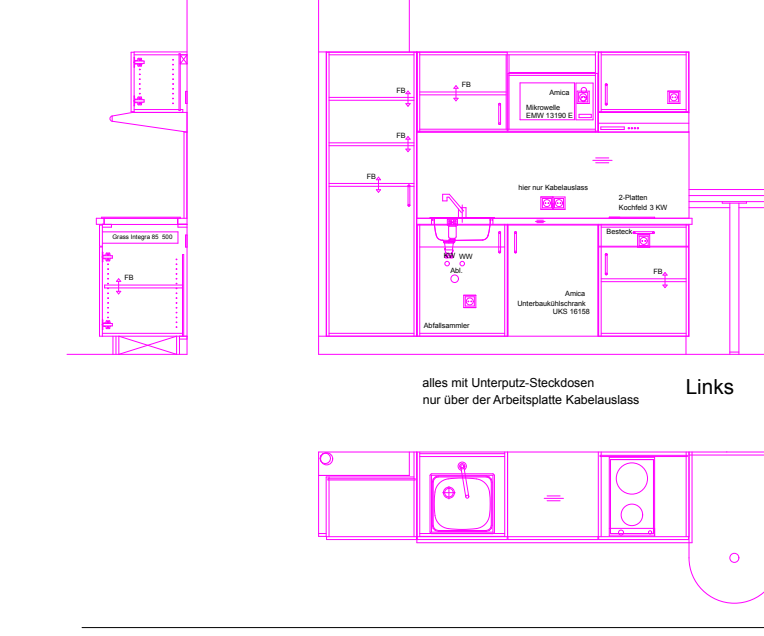 FB
FB
Amica
Mikrowelle
EMW 13190 E
FB
FB
hier nur Kabelauslass
2-Platten
Kochfeld 3 KW
Grass Integra 85 500
Besteck
KW WW
Abl.
FB
FB
Amica
Unterbaukühlschrank
UKS 16158
Abfallsammler
alles mit Unterputz-Steckdosen
nur über der Arbeitsplatte Kabelauslass
Links